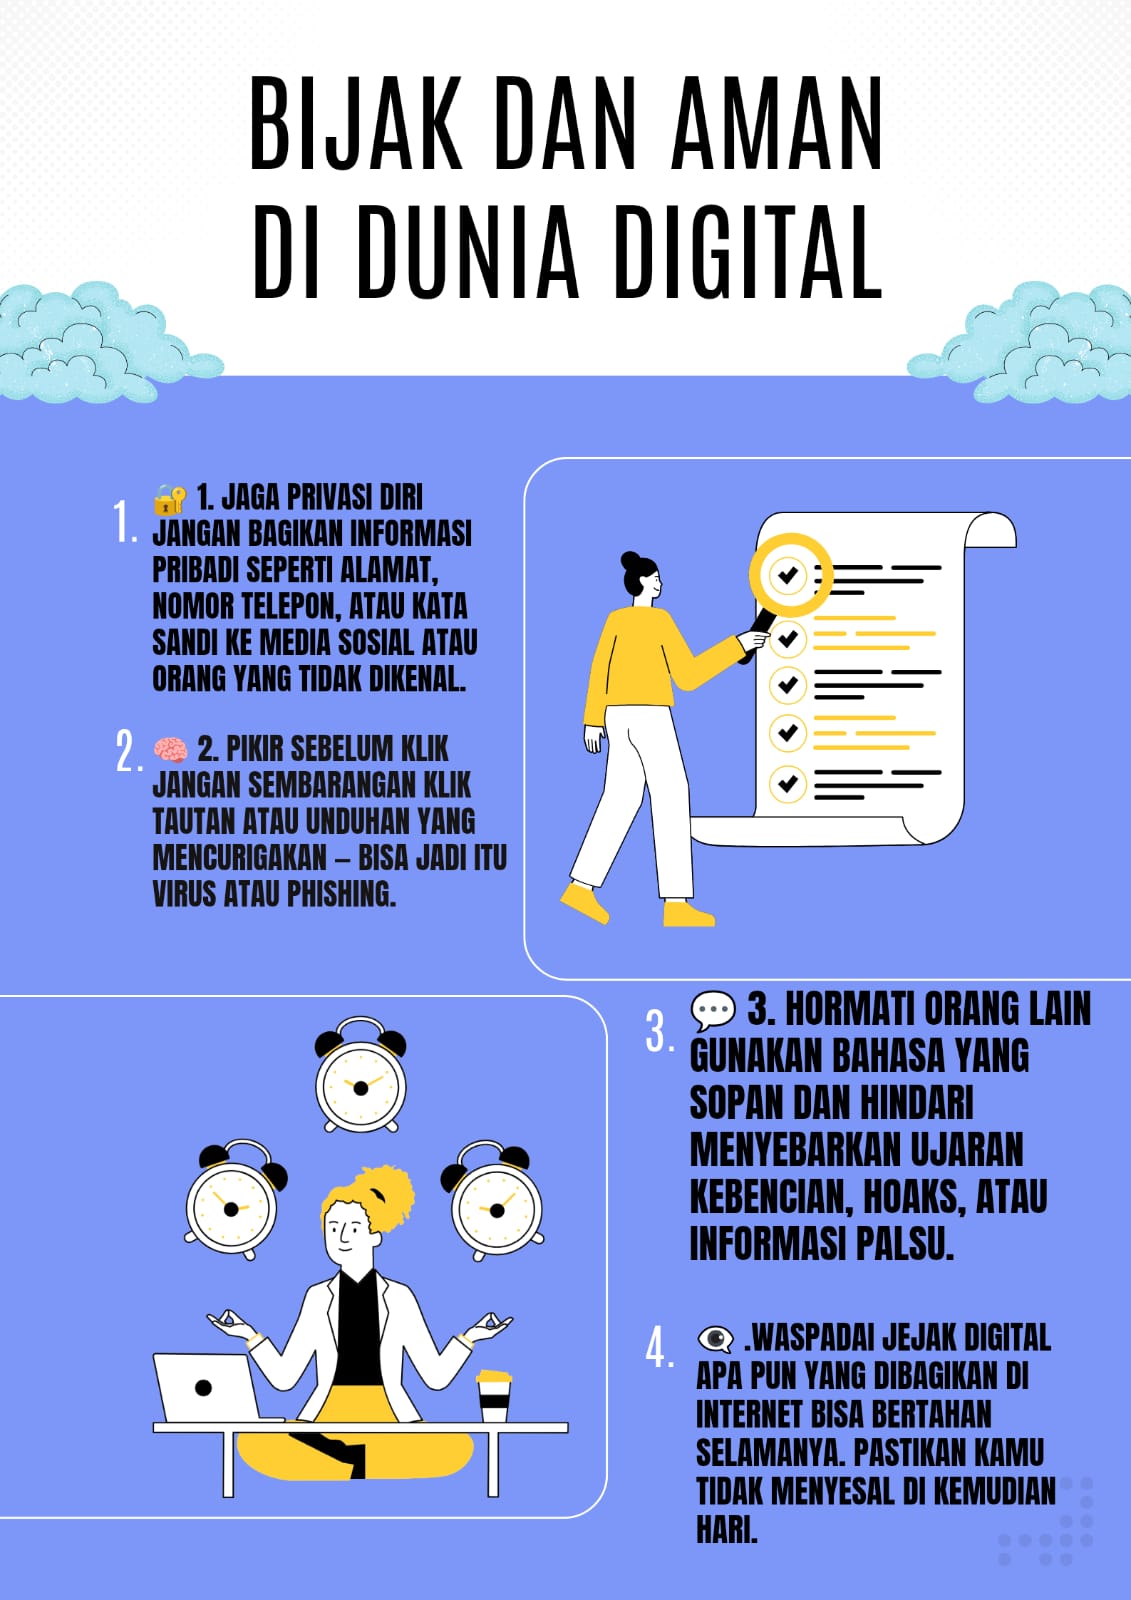 BIJAK DAN AMAN
DI DUNIA DIGITAL
1. 🔐 1. JAGA PRIVASI DIRI
JANGAN BAGIKAN INFORMASI
PRIBADI SEPERTI ALAMAT,
NOMOR TELEPON, ATAU KATA
SANDI KE MEDIA SOSIAL ATAU
ORANG YANG TIDAK DIKENAL.
2. 🧠 2. PIKIR SEBELUM KLIK
JANGAN SEMBARANGAN KLIK
TAUTAN ATAU UNDUHAN YANG
MENCURIGAKAN – BISA JADI ITU
VIRUS ATAU PHISHING.
3. 💬 3. HORMATI ORANG LAIN
GUNAKAN BAHASA YANG
SOPAN DAN HINDARI
MENYEBARKAN UJARAN
KEBENCIAN, HOAKS, ATAU
INFORMASI PALSU.
4. 👁️‍🗨️ .WASPADAI JEJAK DIGITAL
APA PUN YANG DIBAGIKAN DI
INTERNET BISA BERTAHAN
SELAMANYA. PASTIKAN KAMU
TIDAK MENYESAL DI KEMUDIAN
HARI.